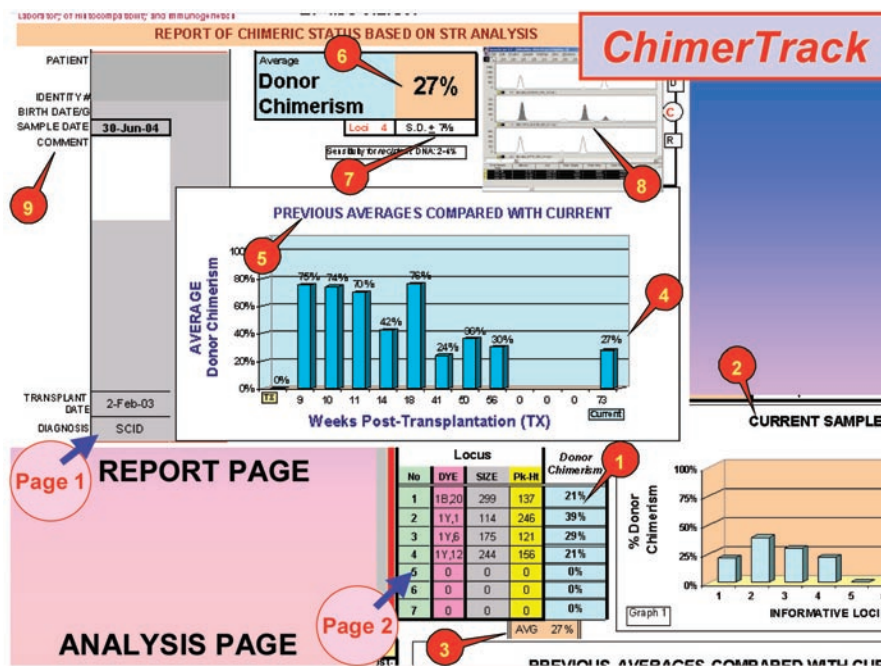 Laboratory of Histocompatibility and Immunogenetics
REPORT OF CHIMERIC STATUS BASED ON STR ANALYSIS
ChimerTrack
PATIENT
IDENTITY #
BIRTH DATE/G
SAMPLE DATE 30-Jun-04
COMMENT
9
6
Average
Donor
Chimerism
27%
Loci 4 S.D. ± 7%
7
8
D
C
R
PREVIOUS AVERAGES COMPARED WITH CURRENT
5
AVERAGE
Donor Chimerism
80%
60%
40%
20%
0%
0% 75% 74% 70% 42% 76% 24% 36% 30% 27%
TX 9 10 11 14 18 41 50 56 0 0 0 73
Current
Weeks Post-Transplantation (TX)
4
2
CURRENT SAMPLE
TRANSPLANT
DATE
2-Feb-03
DIAGNOSIS SCID
Page 1
REPORT PAGE
Page 2
ANALYSIS PAGE
Locus Donor
Chimerism
No DYE SIZE Pk-Ht
1 1B,20 299 137 21%
2 1Y,1 114 246 39%
3 1Y,6 175 121 29%
4 1Y,12 244 156 21%
5 0 0 0 0%
6 0 0 0 0%
7 0 0 0 0%
AVG 27%
1
3
% Donor
Chimerism
100%
75%
50%
25%
0%
1 2 3 4 5
Graph 1
INFORMATIVE LOCI
PREVIOUS AVERAGES COMPARED WITH CU